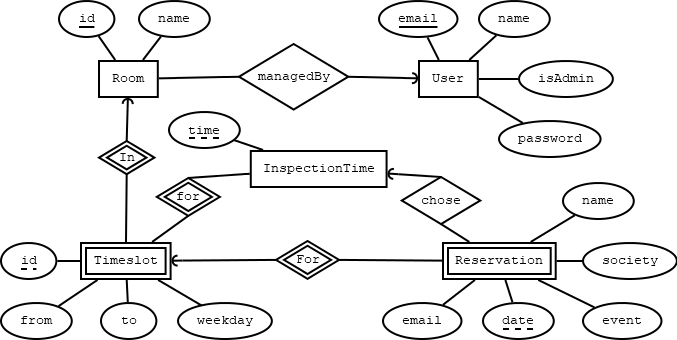 id
name
email
name
Room
managedBy
User
isAdmin
time
password
In
InspectionTime
for
chose
name
id
Timeslot
For
Reservation
society
from
to
weekday
email
date
event